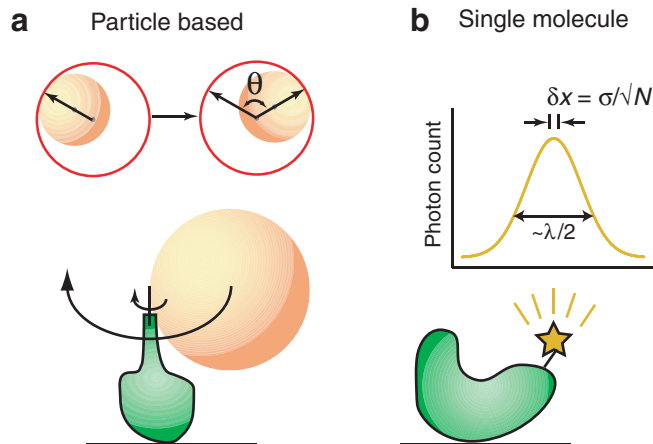 a Particle based
θ
b Single molecule
δx = σ/√N
Photon count
~λ/2